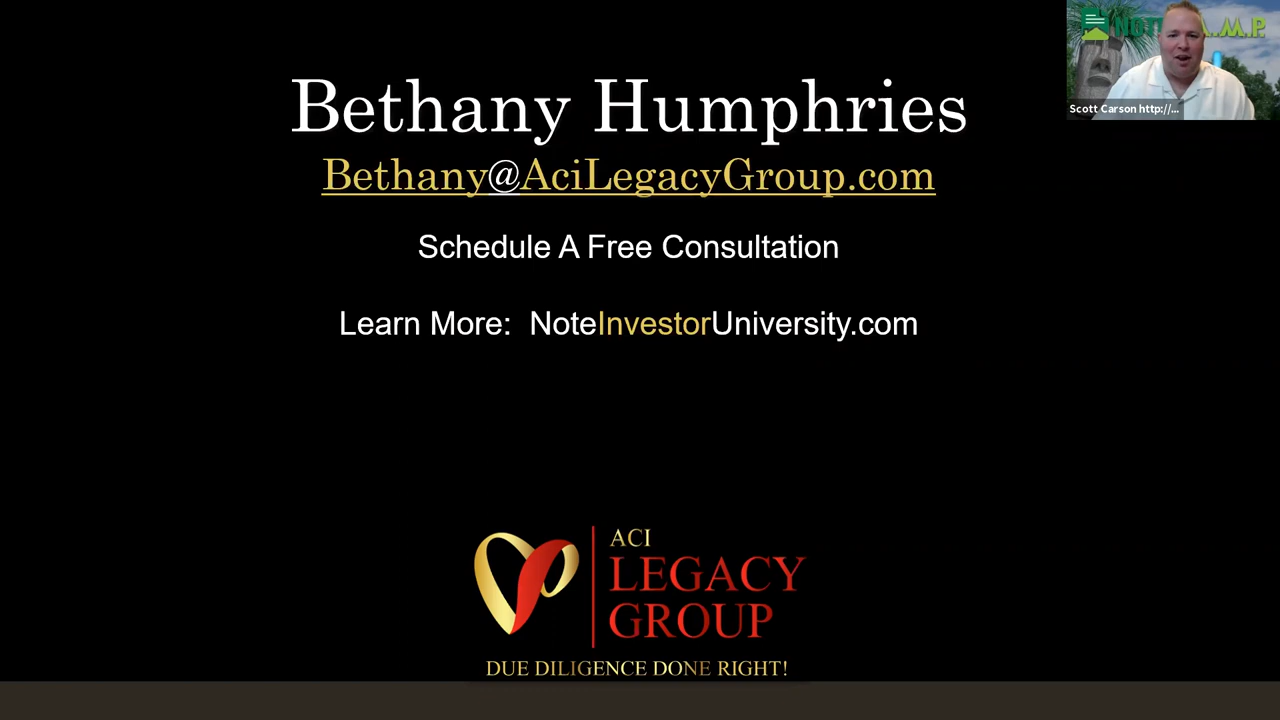 Bethany Humphries
Bethany@AciLegacyGroup.com
Schedule A Free Consultation
Learn More: NoteInvestorUniversity.com
ACI
LEGACY
GROUP
DUE DILIGENCE DONE RIGHT!
Scott Carson http://...